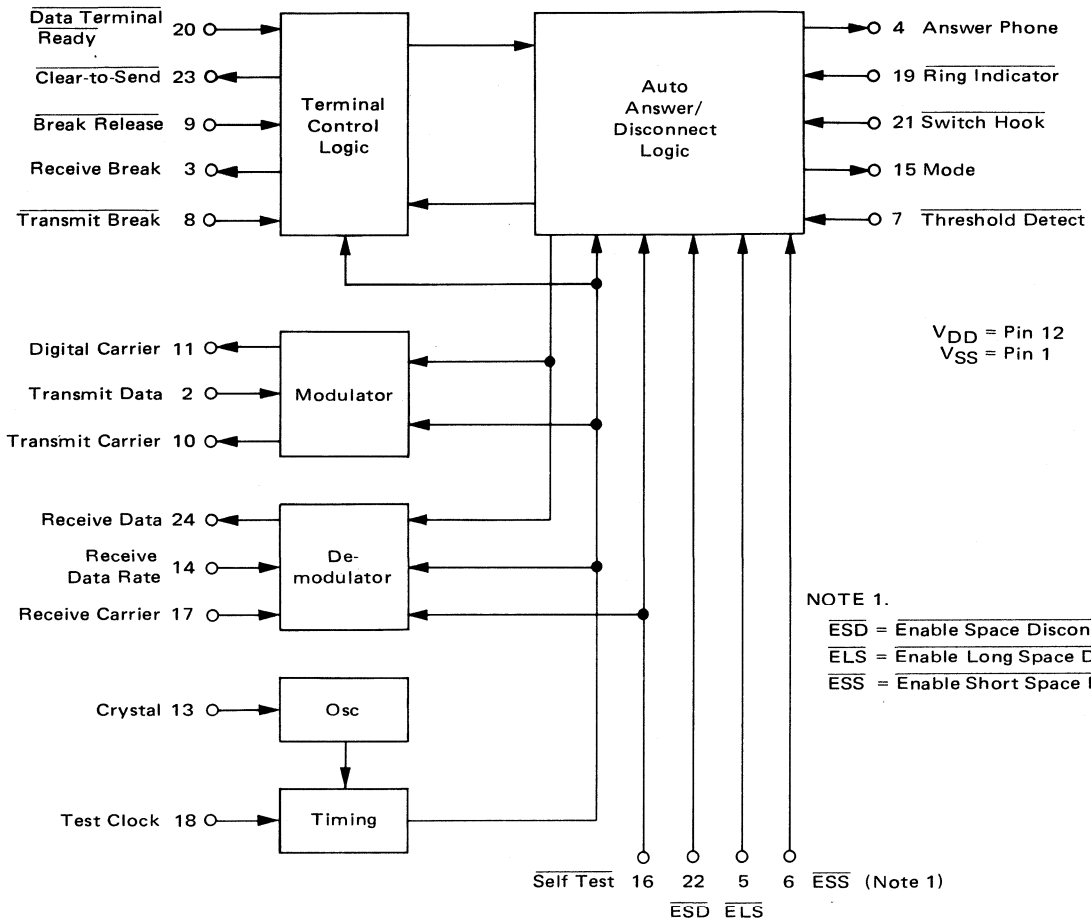 Data Terminal
Ready 20
Clear-to-Send 23
Break Release 9
Receive Break 3
Transmit Break 8
Terminal
Control
Logic
Auto
Answer/
Disconnect
Logic
4 Answer Phone
19 Ring Indicator
21 Switch Hook
15 Mode
7 Threshold Detect
VDD = Pin 12
VSS = Pin 1
Digital Carrier 11
Transmit Data 2
Transmit Carrier 10
Modulator
Receive Data 24
Receive
Data Rate 14
Receive Carrier 17
De-
modulator
NOTE 1.
ESD = Enable Space Discon
ELS = Enable Long Space D
ESS = Enable Short Space
Crystal 13
Osc
Test Clock 18
Timing
Self Test 16 22 5 6 ESS (Note 1)
ESD ELS